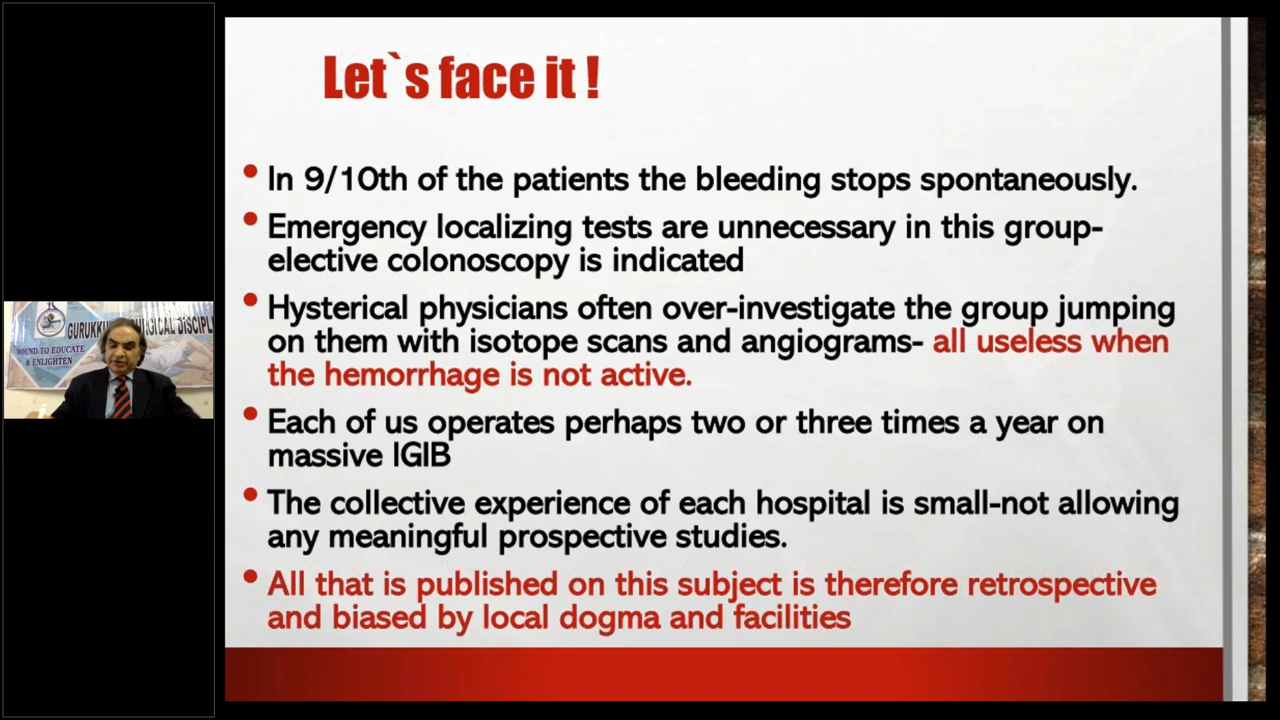 Let`s face it !
• In 9/10th of the patients the bleeding stops spontaneously.
• Emergency localizing tests are unnecessary in this group-
elective colonoscopy is indicated
• Hysterical physicians often over-investigate the group jumping
on them with isotope scans and angiograms- all useless when
the hemorrhage is not active.
• Each of us operates perhaps two or three times a year on
massive IGIB
• The collective experience of each hospital is small-not allowing
any meaningful prospective studies.
• All that is published on this subject is therefore retrospective
and biased by local dogma and facilities
BOUND TO EDUCATE
& ENLIGHTEN